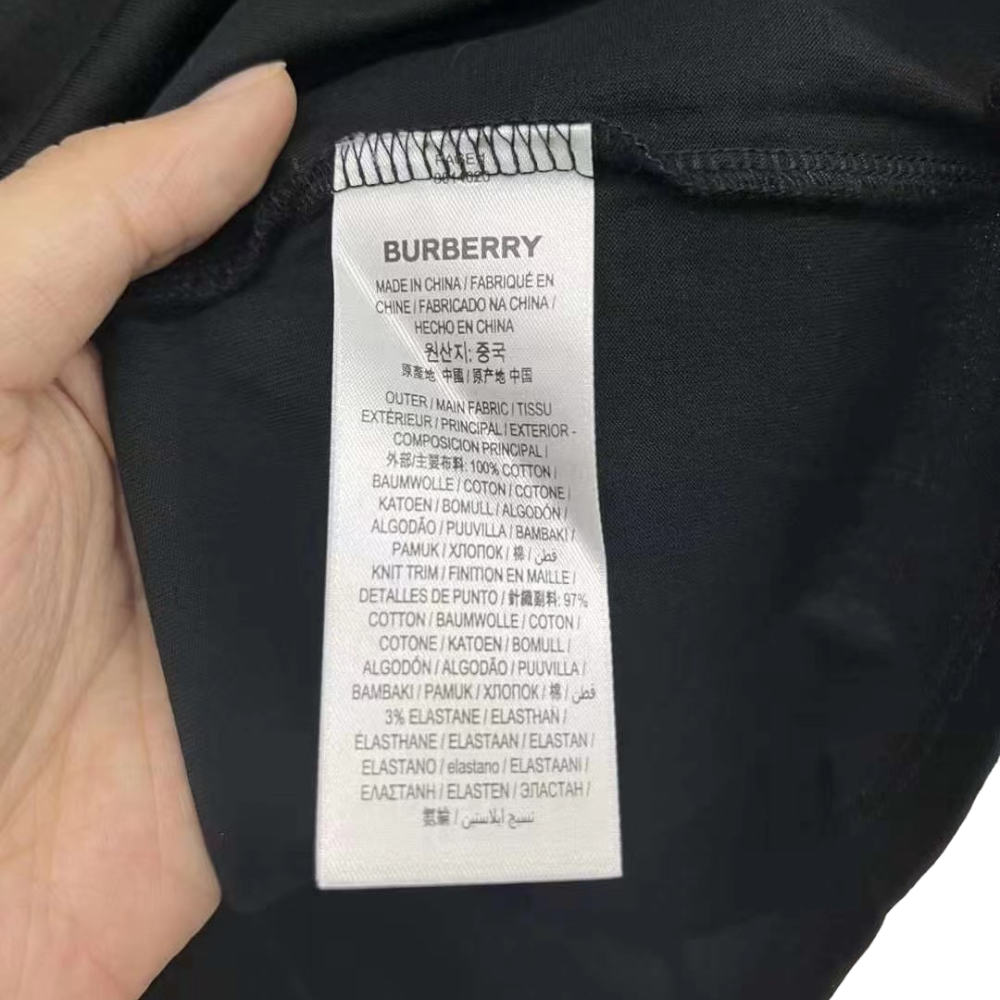 PAGE 1
BURBERRY
MADE IN CHINA / FABRIQUÉ EN
CHINE / FABRICADO NA CHINA /
HECHO EN CHINA
원산지: 중국
原產地 中國 / 原产地 中国
OUTER / MAIN FABRIC / TISSU
EXTÉRIEUR / PRINCIPAL / EXTERIOR -
COMPOSICION PRINCIPAL /
外部/主要布料: 100% COTTON /
BAUMWOLLE / COTON / COTONE /
KATOEN / BOMULL / ALGODÓN /
ALGODÃO / PUUVILLA / BAMBAKI /
PAMUK / ХЛОПОК / 棉 / قطن
KNIT TRIM / FINITION EN MAILLE /
DETALLES DE PUNTO / 針織副料: 97%
COTTON / BAUMWOLLE / COTON /
COTONE / KATOEN / BOMULL /
ALGODÓN / ALGODÃO / PUUVILLA /
BAMBAKI / PAMUK / ХЛОПОК / 棉 / قطن
3% ELASTANE / ELASTHAN /
ÉLASTHANE / ELASTAAN / ELASTAN /
ELASTANO / elastano / ELASTAANI /
ΕΛΑΣΤΑΝΗ / ELASTEN / ЭЛАСТАН /
氨綸 / نسيج ايلاستين